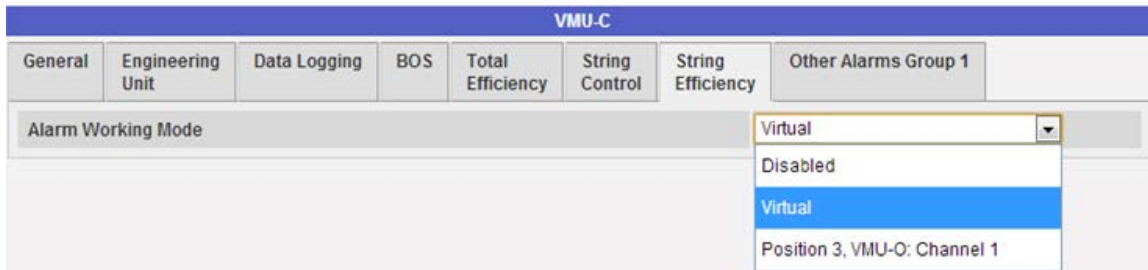 VMU-C
General
Engineering
Unit
Data Logging
BOS
Total
Efficiency
String
Control
String
Efficiency
Other Alarms Group 1
Alarm Working Mode
Virtual
Disabled
Virtual
Position 3, VMU-O: Channel 1